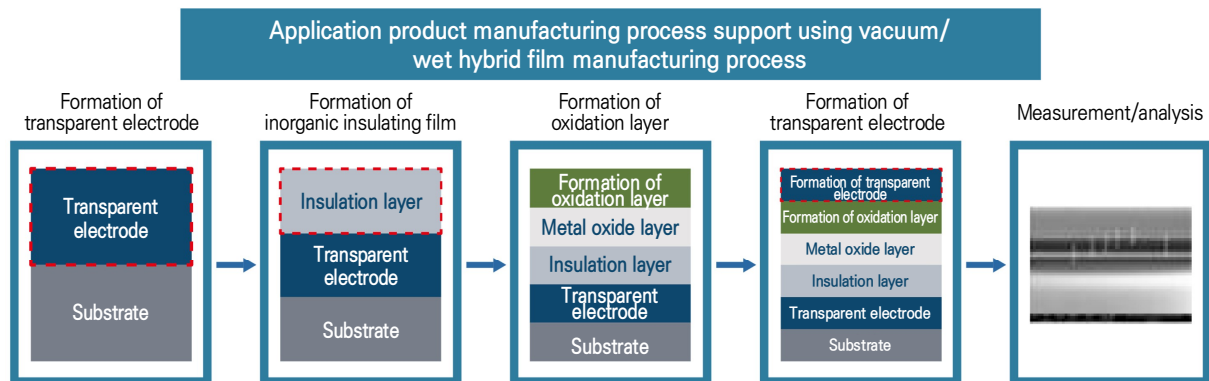 Application product manufacturing process support using vacuum/
wet hybrid film manufacturing process
Formation of
transparent electrode
Transparent
electrode
Substrate
Formation of
inorganic insulating film
Insulation layer
Transparent
electrode
Substrate
Formation of
oxidation layer
Formation of
oxidation layer
Metal oxide layer
Insulation layer
Transparent
electrode
Substrate
Formation of
transparent electrode
Formation of transparent
electrode
Formation of oxidation layer
Metal oxide layer
Insulation layer
Transparent electrode
Substrate
Measurement/analysis